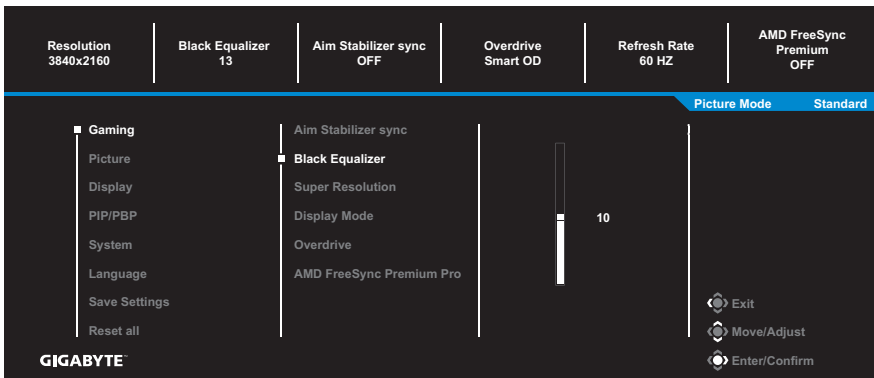 Resolution
3840x2160
Black Equalizer
13
Aim Stabilizer sync
OFF
Overdrive
Smart OD
Refresh Rate
60 HZ
AMD FreeSync
Premium
OFF
Picture Mode Standard
Gaming
Picture
Display
PIP/PBP
System
Language
Save Settings
Reset all
Aim Stabilizer sync
Black Equalizer
Super Resolution
Display Mode
Overdrive
AMD FreeSync Premium Pro
10
Exit
Move/Adjust
Enter/Confirm
GIGABYTE™